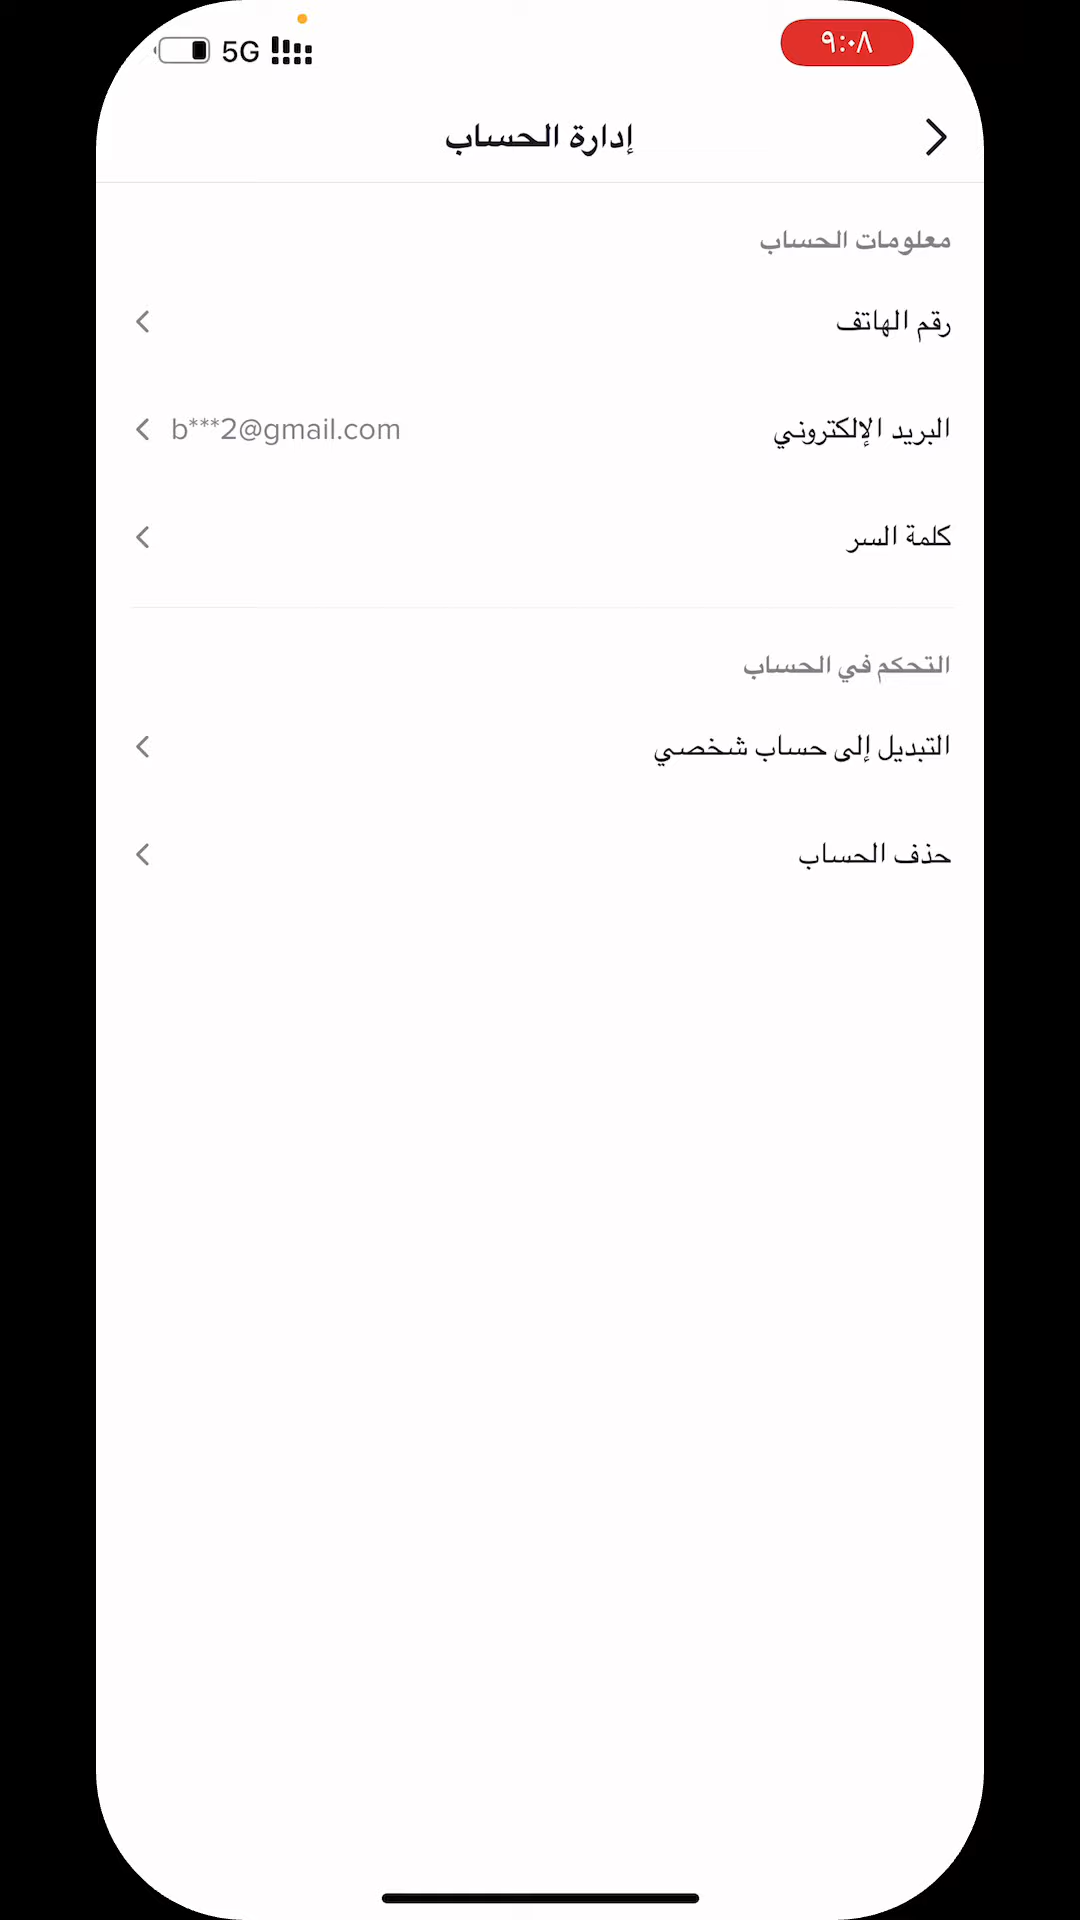 5G
٩:٠٨
إدارة الحساب
معلومات الحساب
رقم الهاتف
البريد الإلكتروني b***2@gmail.com
كلمة السر
التحكم في الحساب
التبديل إلى حساب شخصي
حذف الحساب